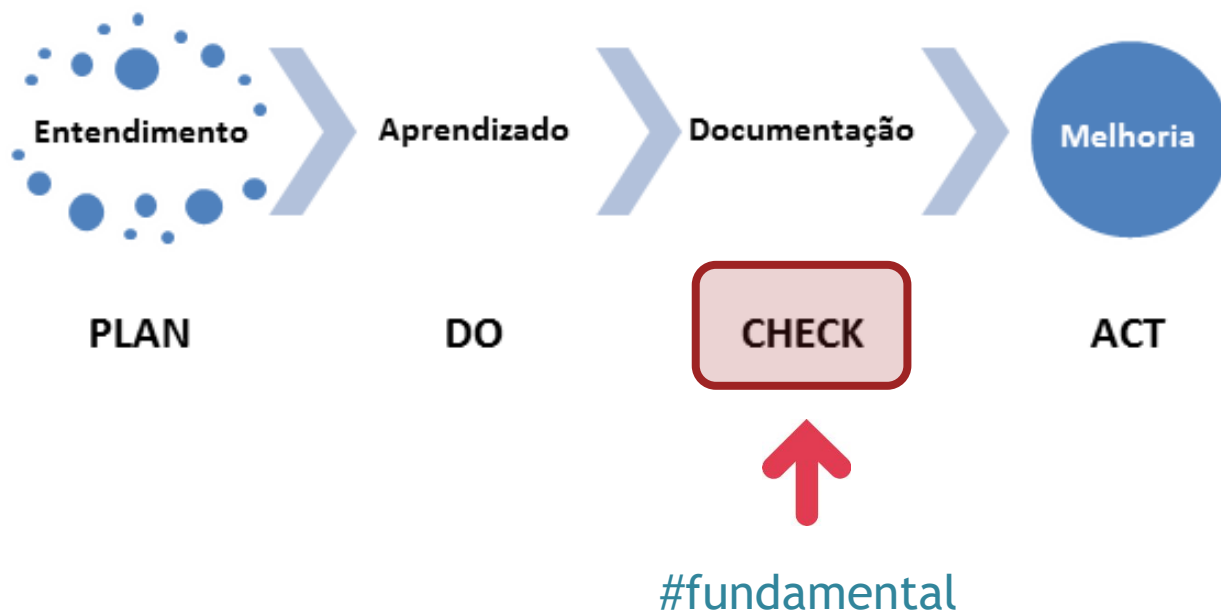 Entendimento
Aprendizado
Documentação
Melhoria
PLAN
DO
CHECK
ACT
#fundamental